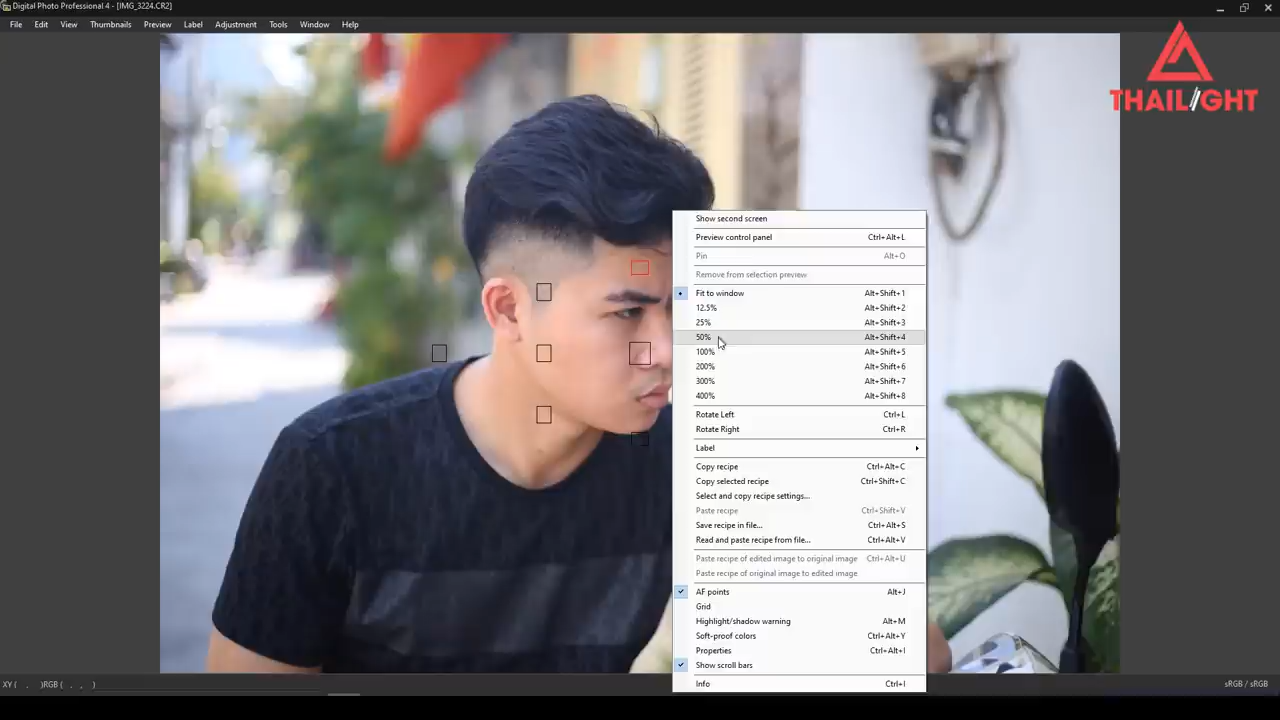 Digital Photo Professional 4 - [IMG_3224.CR2]
File Edit View Thumbnails Preview Label Adjustment Tools Window Help
THAILIGHT
Show second screen
Preview control panel Ctrl+Alt+L
Pin Alt+O
Remove from selection preview
Fit to window Alt+Shift+1
12.5% Alt+Shift+2
25% Alt+Shift+3
50% Alt+Shift+4
100% Alt+Shift+5
200% Alt+Shift+6
300% Alt+Shift+7
400% Alt+Shift+8
Rotate Left Ctrl+L
Rotate Right Ctrl+R
Label
Copy recipe Ctrl+Alt+C
Copy selected recipe Ctrl+Shift+C
Select and copy recipe settings...
Paste recipe Ctrl+Shift+V
Save recipe in file... Ctrl+Alt+S
Read and paste recipe from file... Ctrl+Alt+V
Paste recipe of edited image to original image Ctrl+Alt+U
Paste recipe of original image to edited image
AF points Alt+J
Grid
Highlight/shadow warning Alt+M
Soft-proof colors Ctrl+Alt+Y
Properties Ctrl+Alt+I
Show scroll bars
Info Ctrl+I
XY ( . )RGB ( . , )
sRGB / sRGB